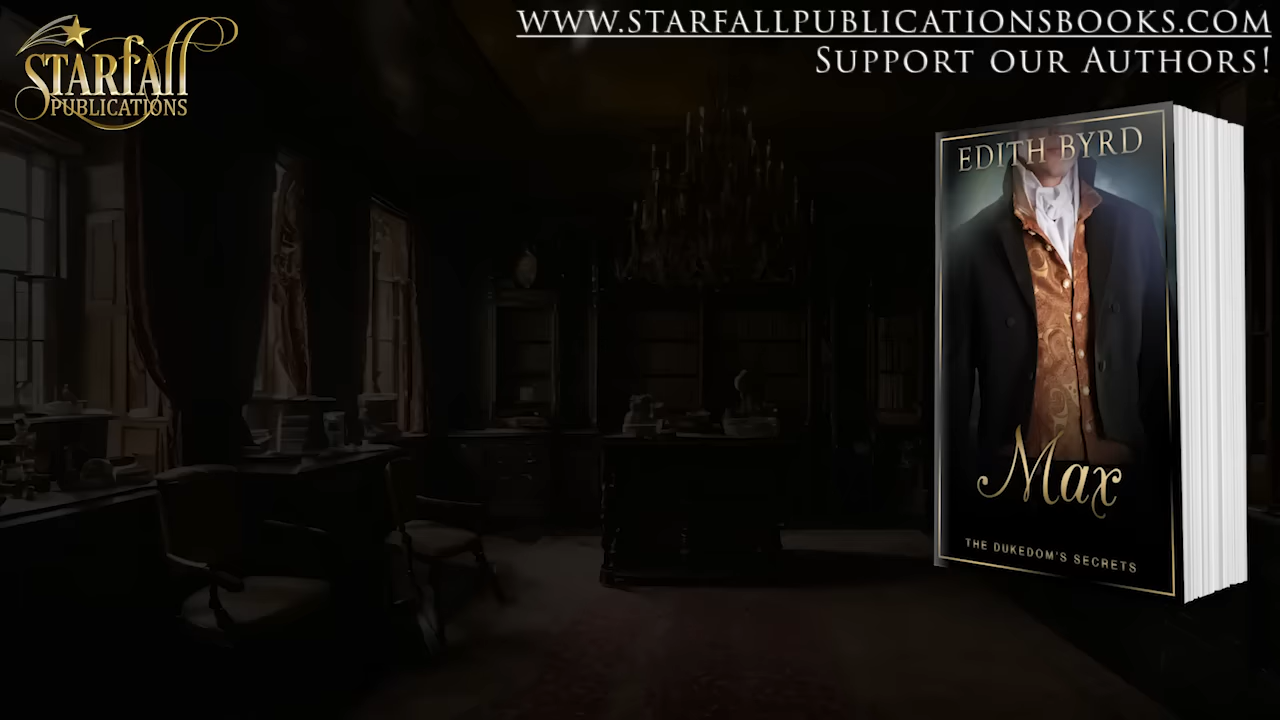 STARFALL
PUBLICATIONS
WWW.STARFALLPUBLICATIONSBOOKS.COM
SUPPORT OUR AUTHORS!
EDITH BYRD
Max
THE DUKEDOM'S SECRETS